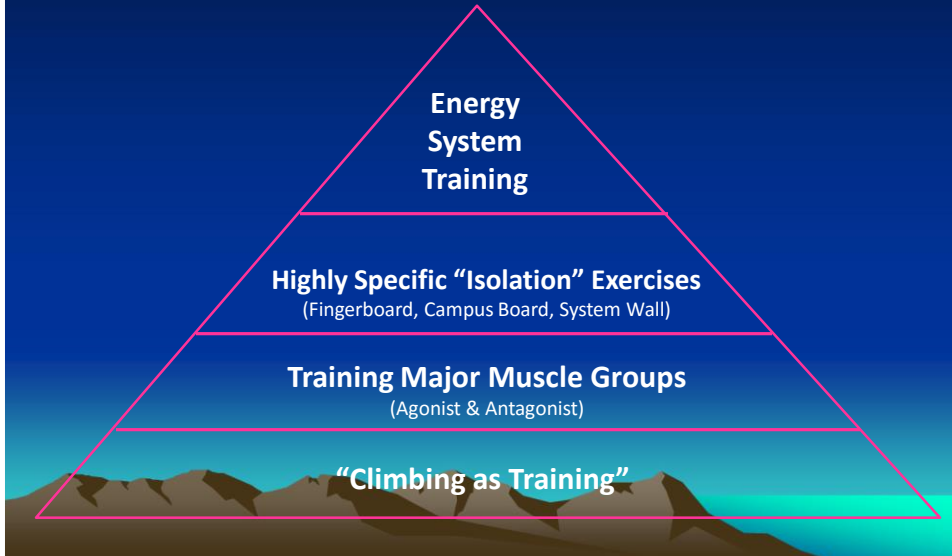 Energy
System
Training
Highly Specific “Isolation” Exercises
(Fingerboard, Campus Board, System Wall)
Training Major Muscle Groups
(Agonist & Antagonist)
“Climbing as Training”